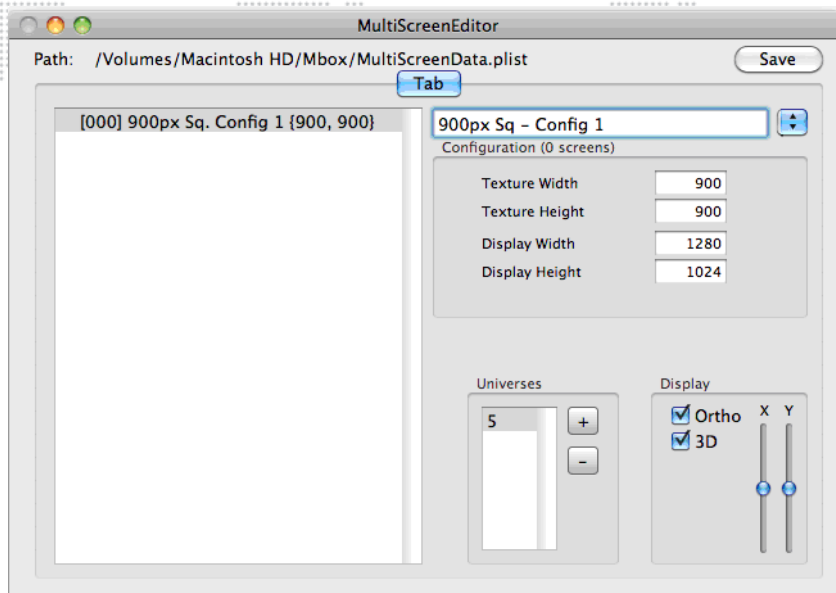 MultiScreenEditor
Path: /Volumes/Macintosh HD/Mbox/MultiScreenData.plist
Save
Tab
[000] 900px Sq. Config 1 {900, 900}
900px Sq - Config 1
Configuration (0 screens)
Texture Width 900
Texture Height 900
Display Width 1280
Display Height 1024
Universes
5
+
-
Display
Ortho
3D
X Y